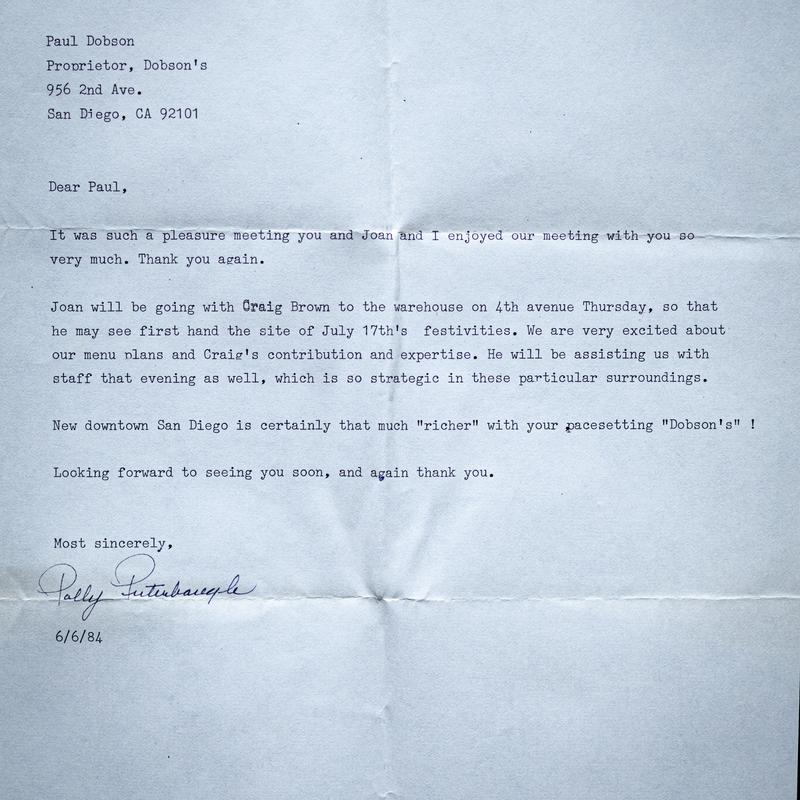 Paul Dobson
Proprietor, Dobson's
956 2nd Ave.
San Diego, CA 92101
Dear Paul,
It was such a pleasure meeting you and Joan and I enjoyed our meeting with you so
very much. Thank you again.
Joan will be going with Craig Brown to the warehouse on 4th avenue Thursday, so that
he may see first hand the site of July 17th's festivities. We are very excited about
our menu plans and Craig's contribution and expertise. He will be assisting us with
staff that evening as well, which is so strategic in these particular surroundings.
New downtown San Diego is certainly that much "richer" with your pacesetting "Dobson's" !
Looking forward to seeing you soon, and again thank you.
Most sincerely,
Polly Puterbaugh
6/6/84